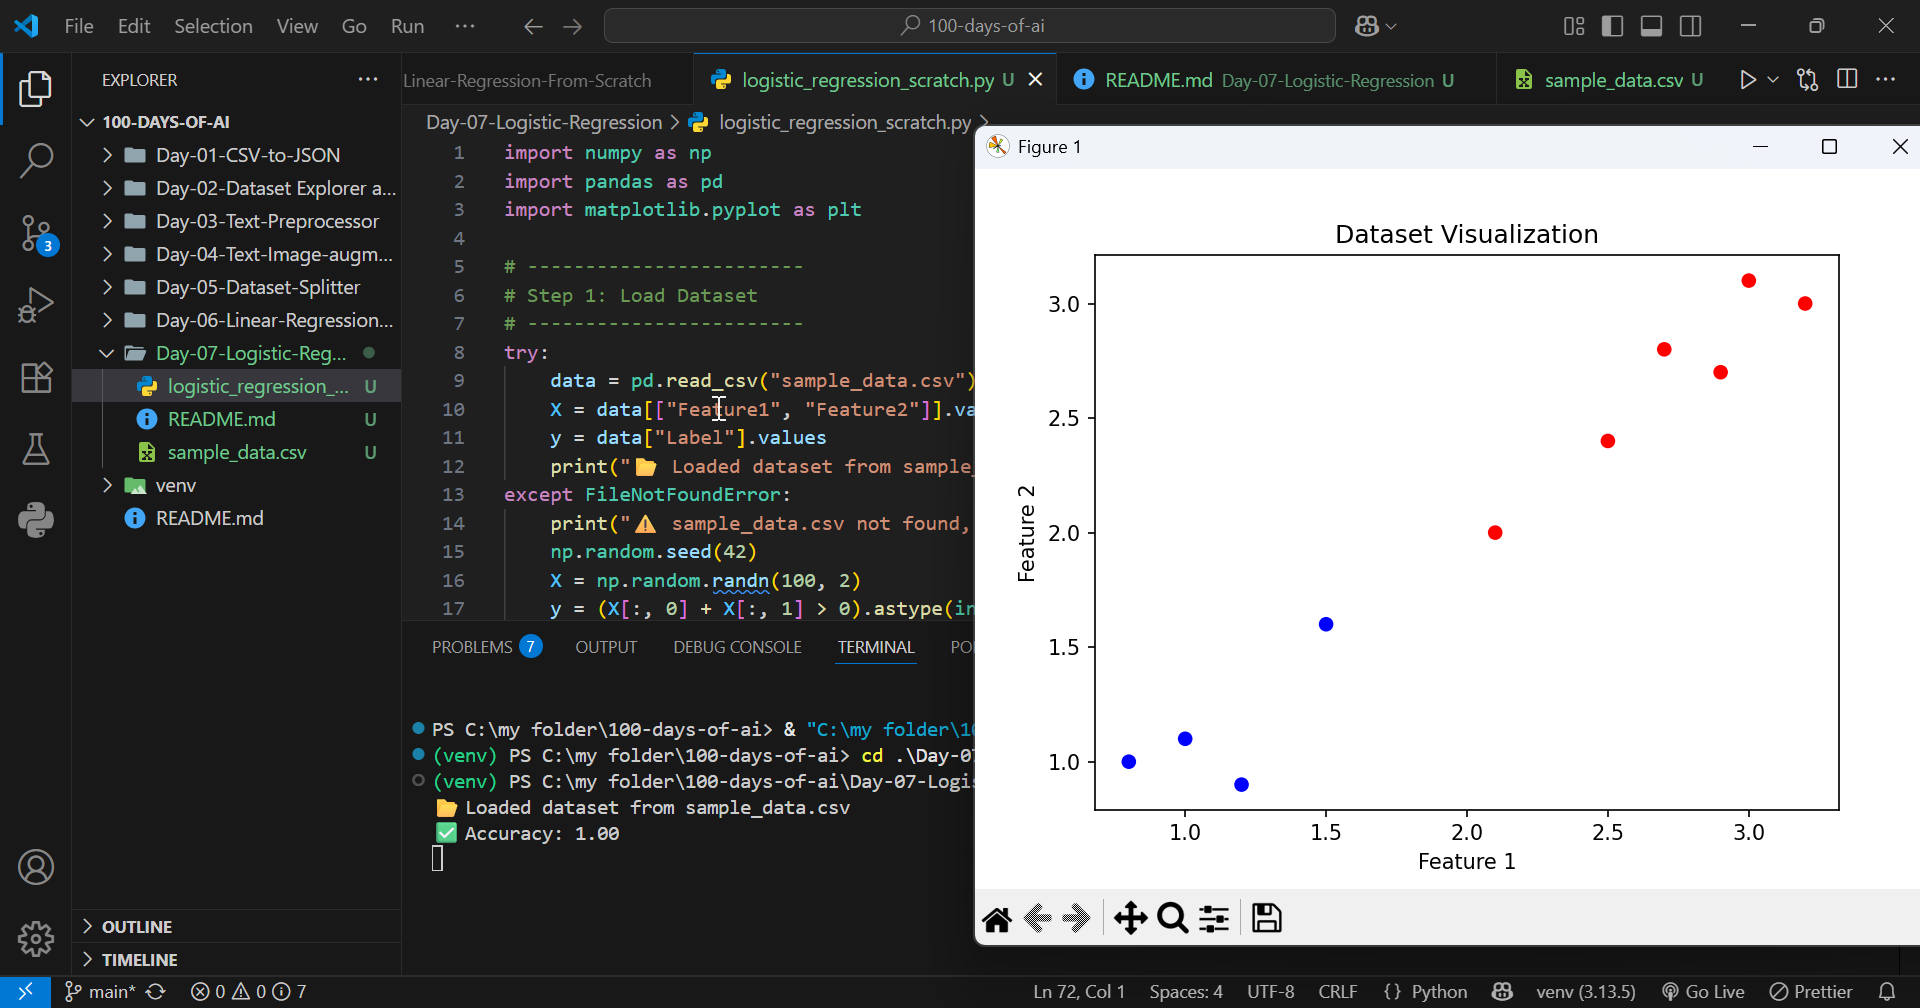 File Edit Selection View Go Run ··· 100-days-of-ai
EXPLORER ···
100-DAYS-OF-AI
Day-01-CSV-to-JSON
Day-02-Dataset Explorer a...
Day-03-Text-Preprocessor
Day-04-Text-Image-augm...
Day-05-Dataset-Splitter
Day-06-Linear-Regression...
Day-07-Logistic-Reg...
logistic_regression_... U
README.md U
sample_data.csv U
venv
README.md
OUTLINE
TIMELINE
3
Linear-Regression-From-Scratch logistic_regression_scratch.py U README.md Day-07-Logistic-Regression U sample_data.csv U
Day-07-Logistic-Regression > logistic_regression_scratch.py >
1 import numpy as np
2 import pandas as pd
3 import matplotlib.pyplot as plt
4
5 # ------------------------
6 # Step 1: Load Dataset
7 # ------------------------
8 try:
9 data = pd.read_csv("sample_data.csv")
10 X = data[["Feature1", "Feature2"]].va
11 y = data["Label"].values
12 print("📂 Loaded dataset from sample_
13 except FileNotFoundError:
14 print("⚠️ sample_data.csv not found,
15 np.random.seed(42)
16 X = np.random.randn(100, 2)
17 y = (X[:, 0] + X[:, 1] > 0).astype(in
PROBLEMS 7 OUTPUT DEBUG CONSOLE TERMINAL PO
PS C:\my folder\100-days-of-ai> & "C:\my folder\10
(venv) PS C:\my folder\100-days-of-ai> cd .\Day-07
(venv) PS C:\my folder\100-days-of-ai\Day-07-Logis
📂 Loaded dataset from sample_data.csv
✅ Accuracy: 1.00
Figure 1
Dataset Visualization
3.0
2.5
2.0
1.5
1.0
Feature 2
1.0 1.5 2.0 2.5 3.0
Feature 1
main* 0 0 7 Ln 72, Col 1 Spaces: 4 UTF-8 CRLF {} Python venv (3.13.5) Go Live Prettier